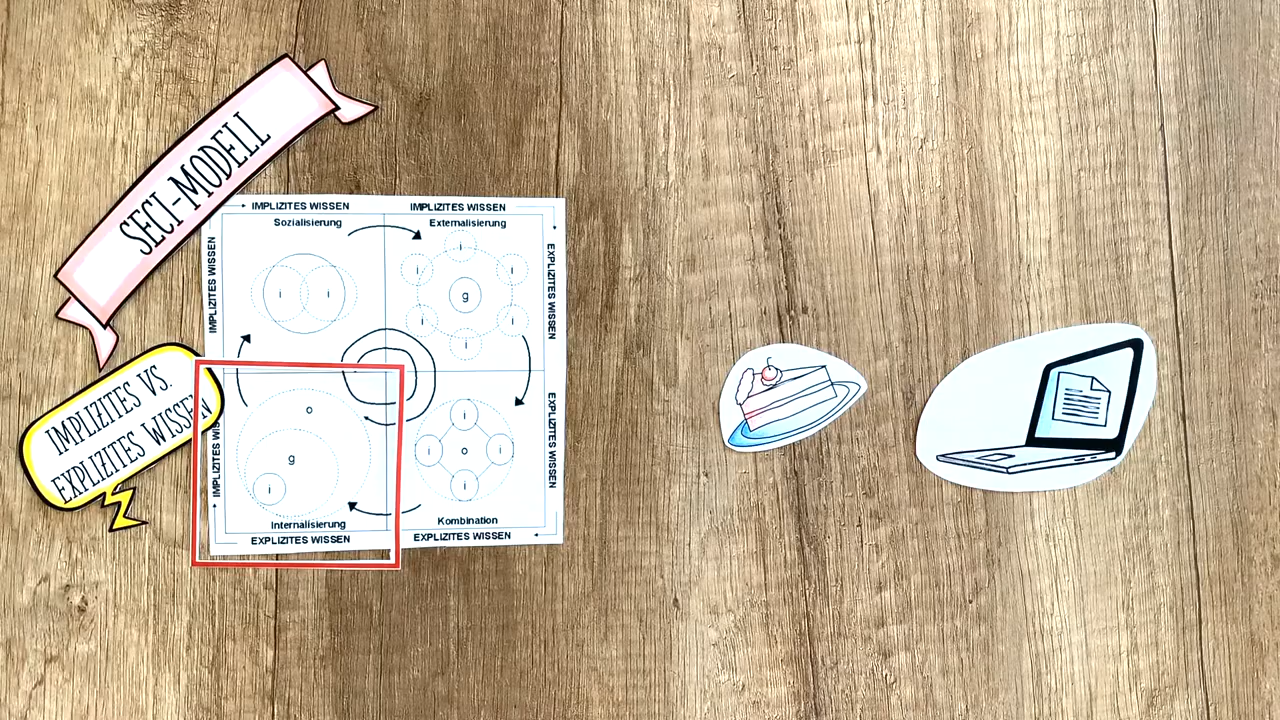 SECI-MODELL
IMPLIZITES VS.
EXPLIZITES WISSEN
IMPLIZITES WISSEN
IMPLIZITES WISSEN
Sozialisierung
Externalisierung
IMPLIZITES WISSEN
EXPLIZITES WISSEN
i
i
i
i
i
g
i
i
i
IMPLIZITES WIS
EXPLIZITES WISSEN
o
g
i
i
i
o
i
i
Internalisierung
Kombination
EXPLIZITES WISSEN
EXPLIZITES WISSEN